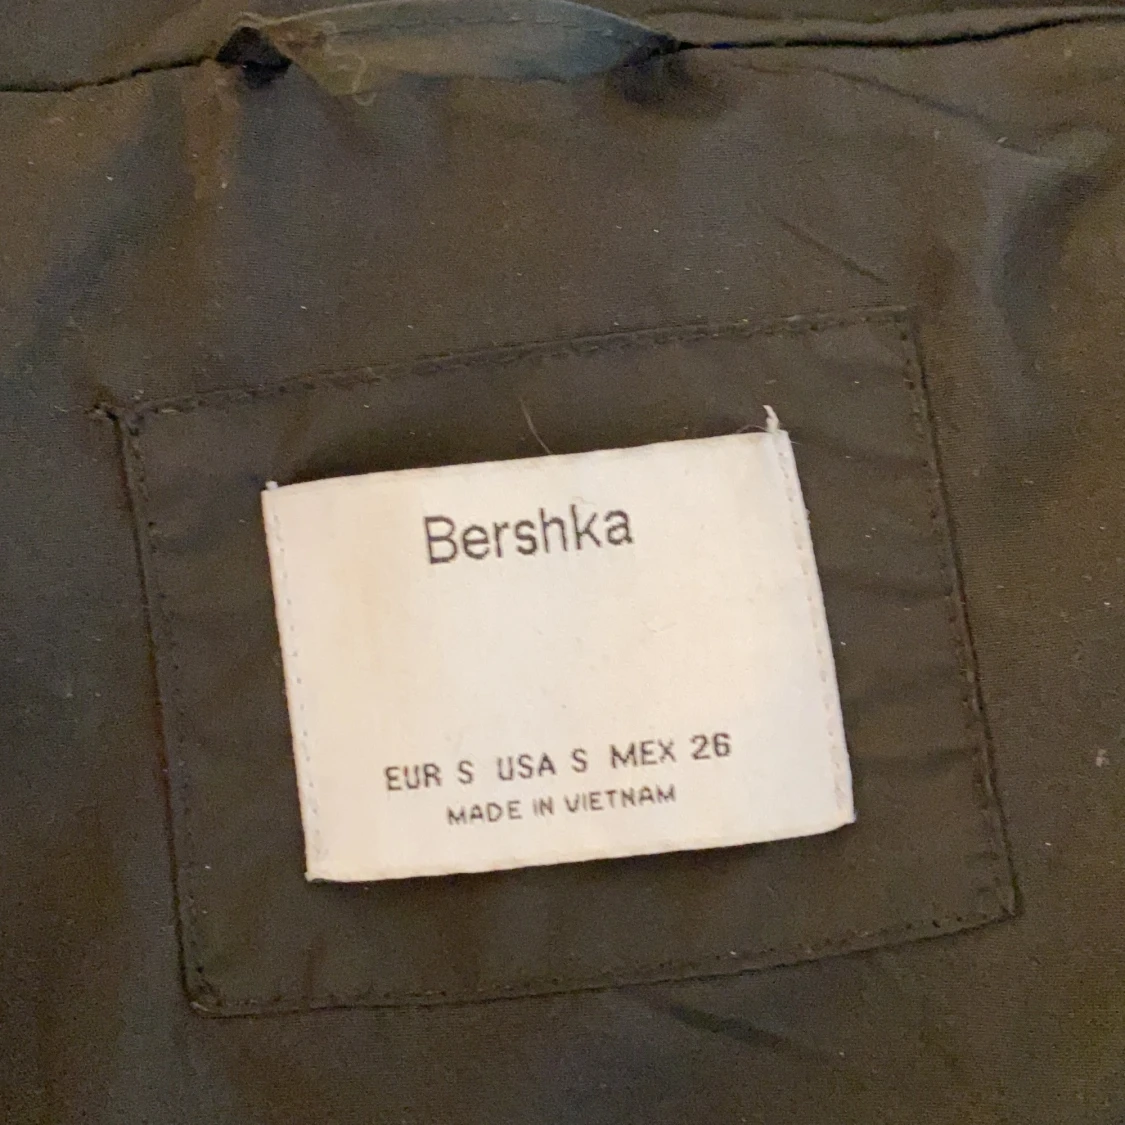 Bershka
EUR S USA S MEX 26
MADE IN VIETNAM